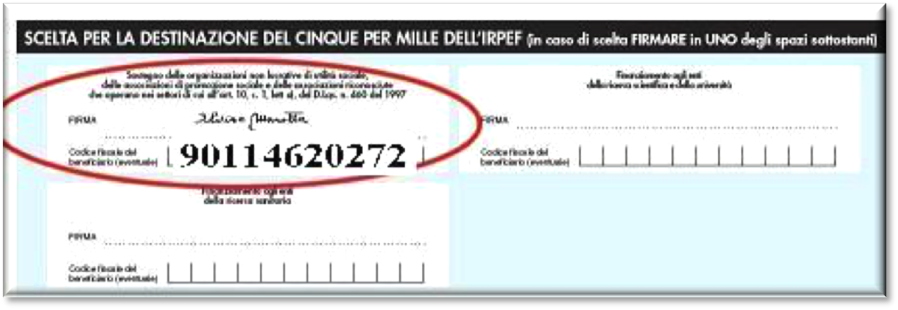 SCELTA PER LA DESTINAZIONE DEL CINQUE PER MILLE DELL'IRPEF (in caso di scelta FIRMARE in UNO degli spazi sottostanti)
Sostegno delle organizzazioni non lucrative di utilità sociale,
delle associazioni di promozione sociale e delle associazioni riconosciute
che operano nei settori di cui all'art. 10, c. 1, lett a), del D.Lgs. n. 460 del 1997
FIRMA
Codice fiscale del
beneficiario (eventuale)
90114620272
Finanziamento agli enti
della ricerca scientifica e della università
FIRMA
Codice fiscale del
beneficiario (eventuale)
Finanziamento agli enti
della ricerca sanitaria
FIRMA
Codice fiscale del
beneficiario (eventuale)